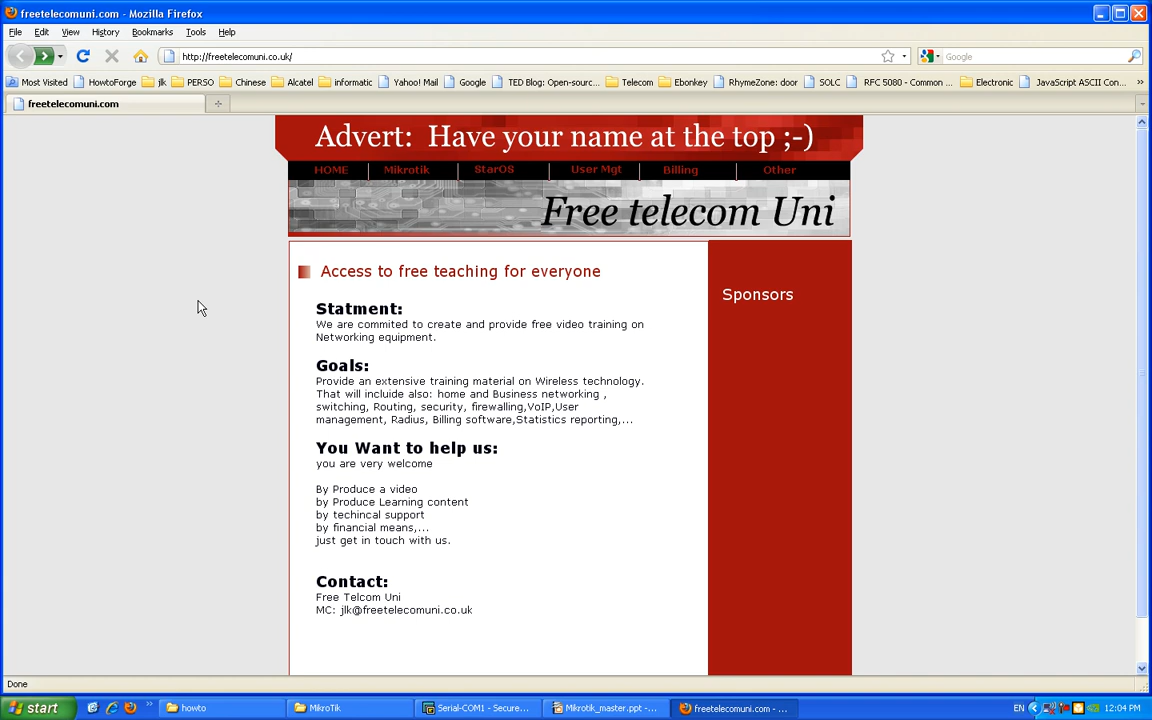 freetelecomuni.com - Mozilla Firefox
File Edit View History Bookmarks Tools Help
http://freetelecomuni.co.uk/ Google
Most Visited HowtoForge jlk PERSO Chinese Alcatel informatic Yahoo! Mail Google TED Blog: Open-sourc... Telecom Ebonkey RhymeZone: door SOLC RFC 5080 - Common ... Electronic JavaScript ASCII Con... »
freetelecomuni.com
Advert: Have your name at the top ;-)
HOME Mikrotik StarOS User Mgt Billing Other
Free telecom Uni
Access to free teaching for everyone
Sponsors
Statment:
We are commited to create and provide free video training on
Networking equipment.
Goals:
Provide an extensive training material on Wireless technology.
That will incluide also: home and Business networking ,
switching, Routing, security, firewalling,VoIP,User
management, Radius, Billing software,Statistics reporting,...
You Want to help us:
you are very welcome
By Produce a video
by Produce Learning content
by techincal support
by financial means,...
just get in touch with us.
Contact:
Free Telcom Uni
MC: jlk@freetelecomuni.co.uk
Done
start » howto MikroTik Serial-COM1 - Secure... Mikrotik_master.ppt -... freetelecomuni.com - ... EN 12:04 PM